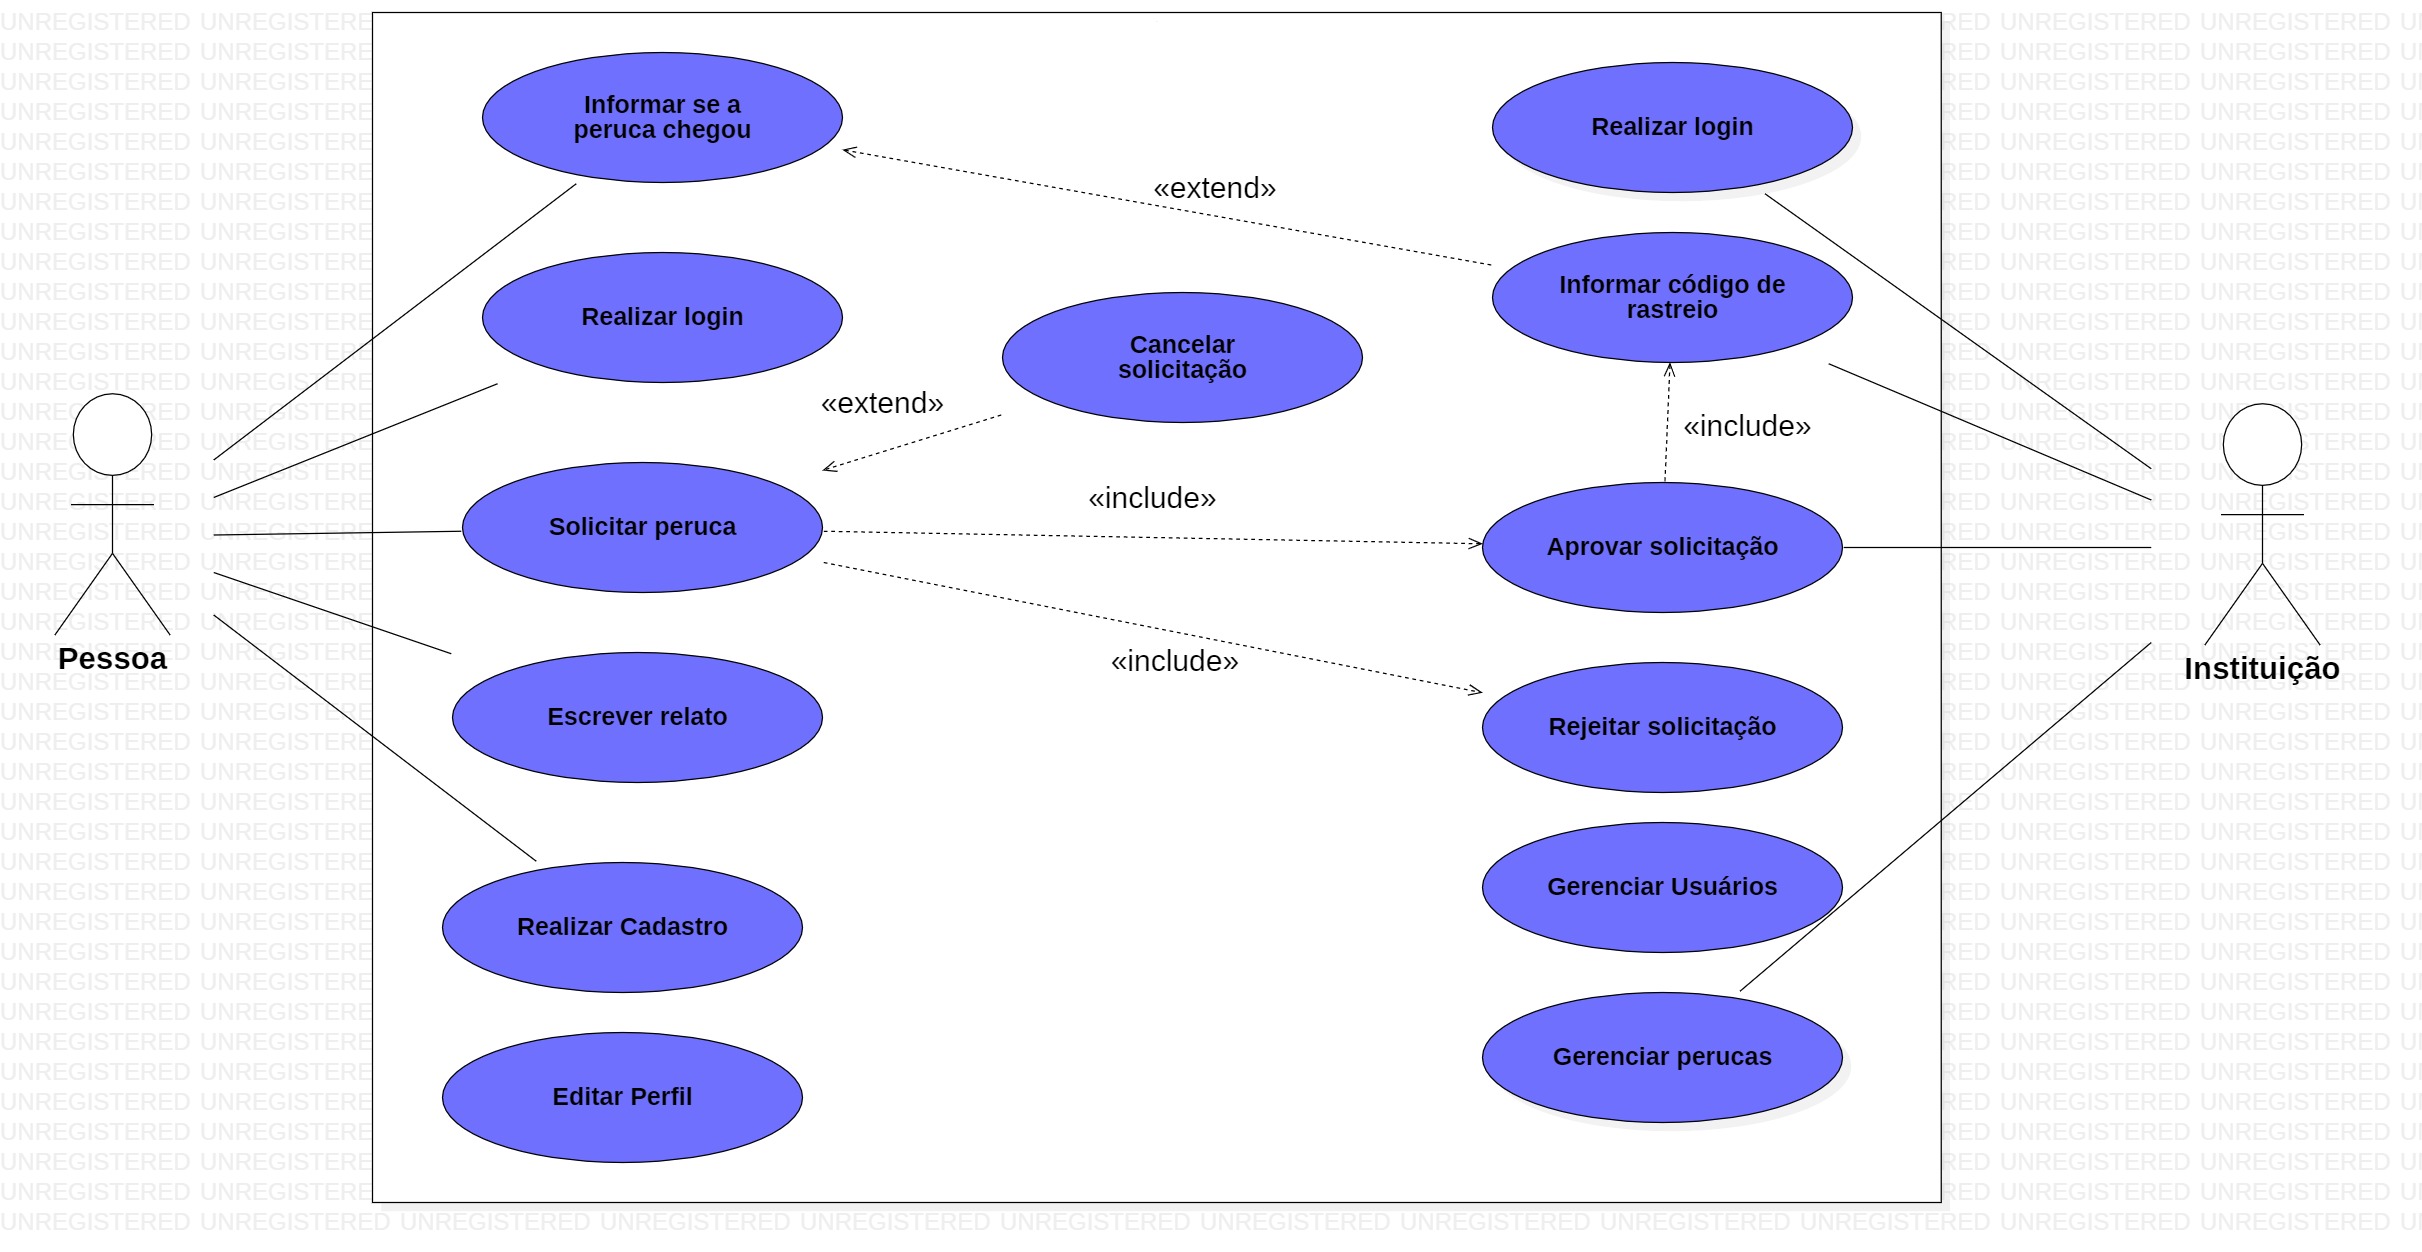 Informar se a
peruca chegou
Realizar login
«extend»
Realizar login
Informar código de
rastreio
Cancelar
solicitação
«extend»
«include»
«include»
Solicitar peruca
Aprovar solicitação
Pessoa
«include»
Instituição
Escrever relato
Rejeitar solicitação
Gerenciar Usuários
Realizar Cadastro
Gerenciar perucas
Editar Perfil
UNREGISTERED UNREGISTERED UNREGISTERED UNREGISTERED UNREGISTERED UNREGISTERED UNREGISTERED UNREGISTERED UNREGISTERED UNREGISTERED UNREGISTERED UNREGISTERED